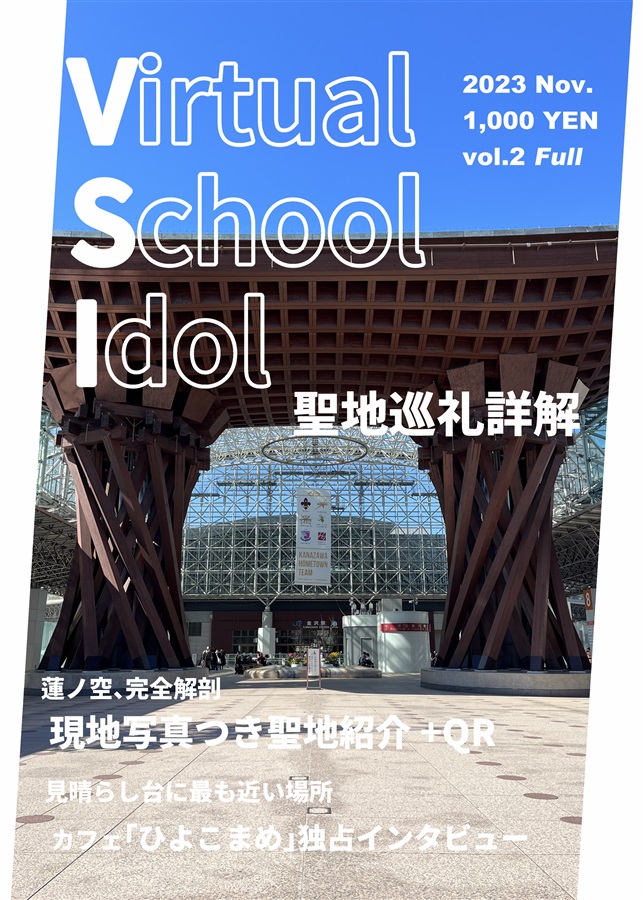 Virtual
School
Idol
2023 Nov.
1,000 YEN
vol.2 Full
聖地巡礼詳解
KANAZAWA
HOMETOWN
TEAM
金沢駅
蓮ノ空、完全解剖
現地写真つき聖地紹介 +QR
見晴らし台に最も近い場所
カフェ「ひよこまめ」独占インタビュー